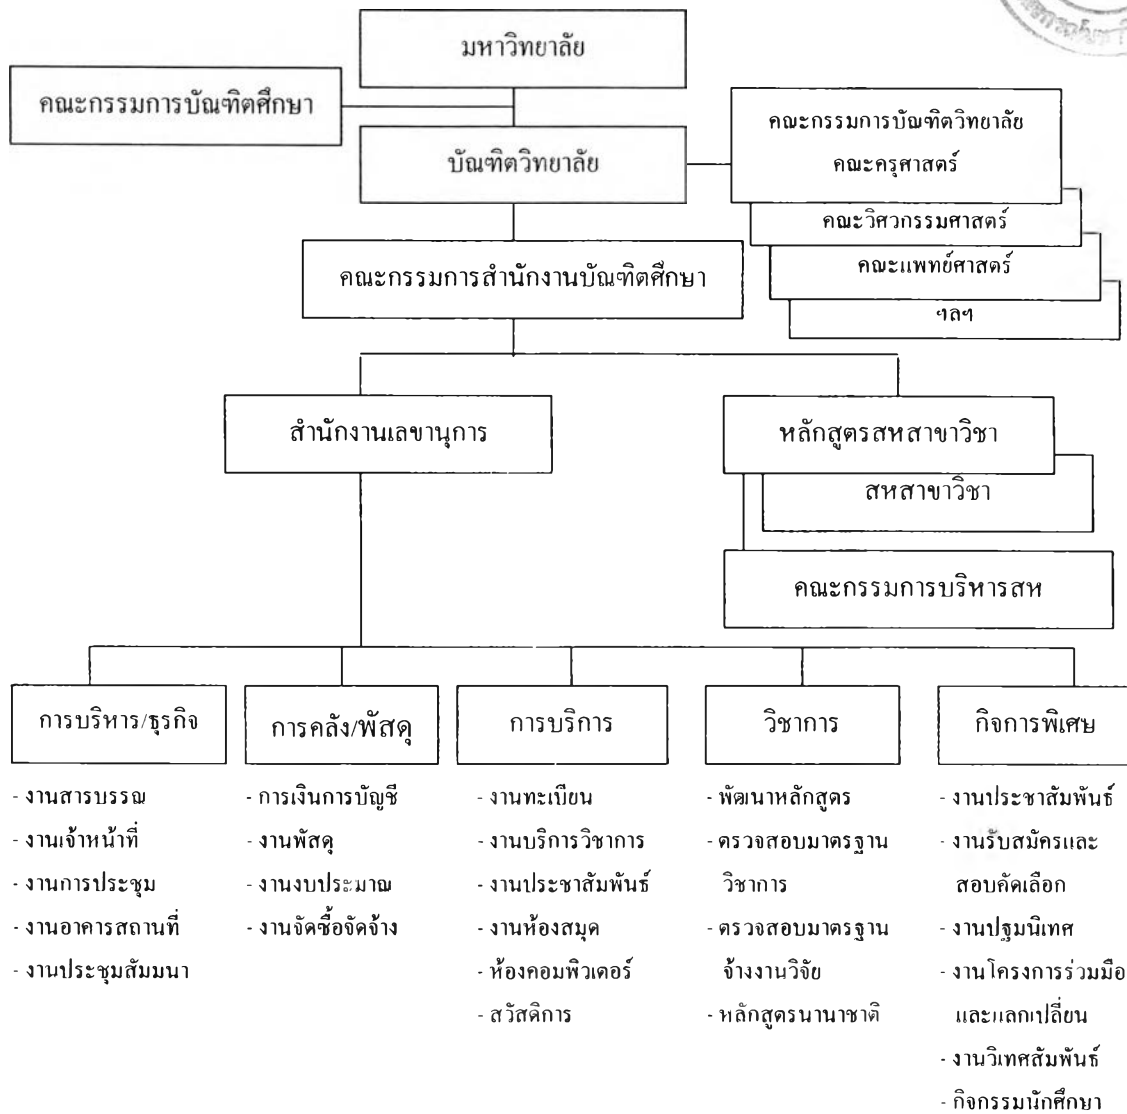 มหาวิทยาลัย
คณะกรรมการบัณฑิตศึกษา
บัณฑิตวิทยาลัย
คณะกรรมการบัณฑิตวิทยาลัย
คณะครุศาสตร์
คณะวิศวกรรมศาสตร์
คณะแพทย์ศาสตร์
ฯลฯ
คณะกรรมการสำนักงานบัณฑิตศึกษา
สำนักงานเลขานุการ
หลักสูตรสหสาขาวิชา
สหสาขาวิชา
คณะกรรมการบริหารสห
การบริหาร/ธุรกิจ
- งานสารบรรณ
- งานเจ้าหน้าที่
- งานการประชุม
- งานอาคารสถานที่
- งานประชุมสัมมนา
การคลัง/พัสดุ
- การเงินการบัญชี
- งานพัสดุ
- งานงบประมาณ
- งานจัดซื้อจัดจ้าง
การบริการ
- งานทะเบียน
- งานบริการวิชาการ
- งานประชาสัมพันธ์
- งานห้องสมุด
- ห้องคอมพิวเตอร์
- สวัสดิการ
วิชาการ
- พัฒนาหลักสูตร
- ตรวจสอบมาตรฐาน
วิชาการ
- ตรวจสอบมาตรฐาน
จ้างงานวิจัย
- หลักสูตรนานาชาติ
กิจการพิเศษ
- งานประชาสัมพันธ์
- งานรับสมัครและ
สอบคัดเลือก
- งานปฐมนิเทศ
- งานโครงการร่วมมือ
และแลกเปลี่ยน
- งานวิเทศสัมพันธ์
- กิจกรรมนักศึกษา